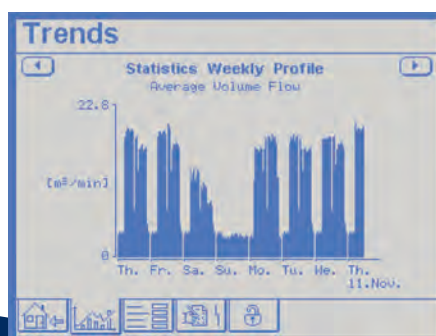 Trends
Statistics Weekly Profile
Average Volume Flow
22.8
[m³/min]
0
Th. Fr. Sa. Su. Mo. Tu. We. Th.
11.Nov.